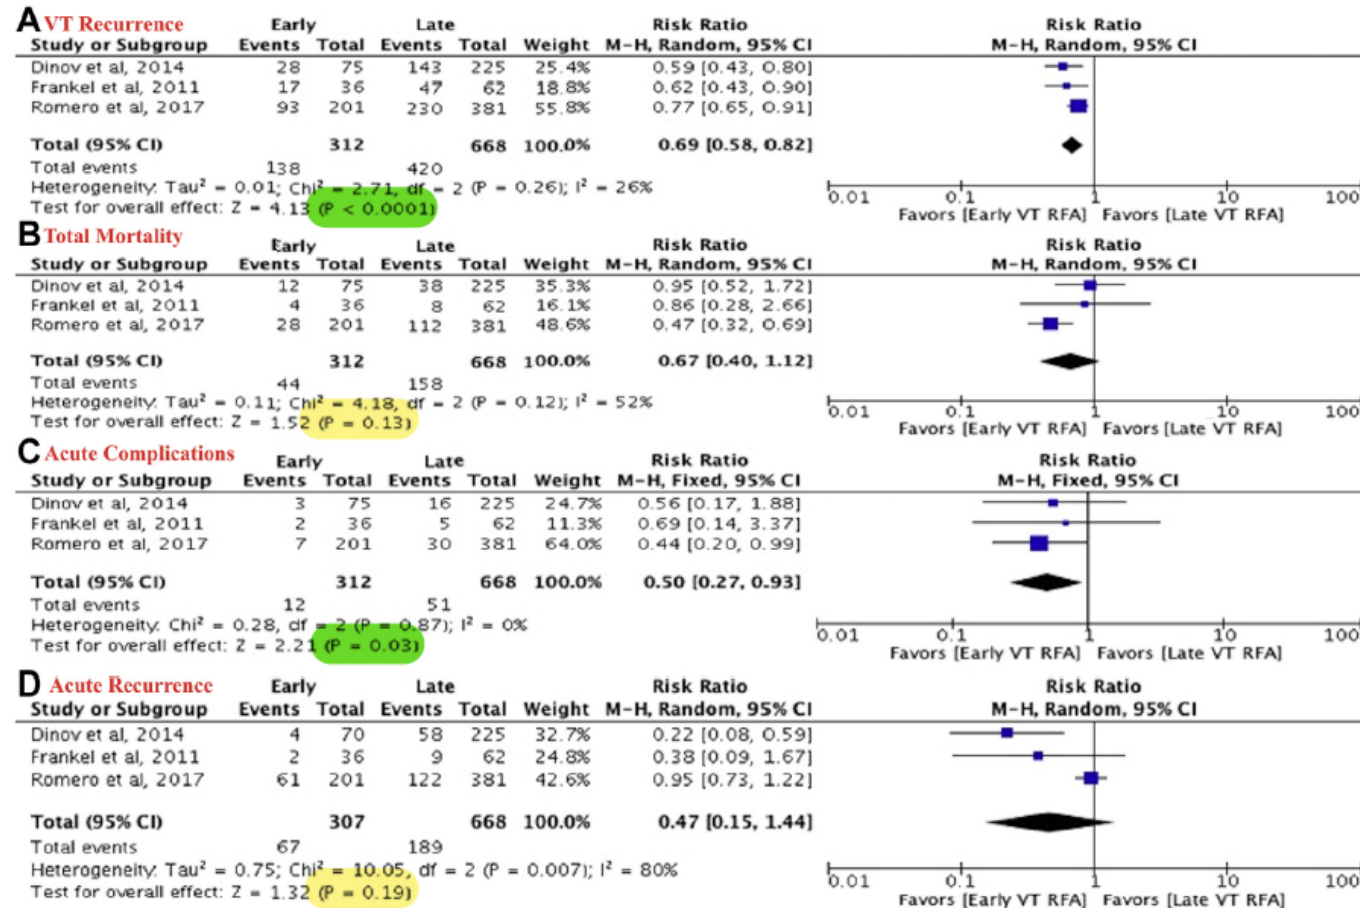 A VT Recurrence Early Late Risk Ratio Risk Ratio
Study or Subgroup Events Total Events Total Weight M-H, Random, 95% CI M-H, Random, 95% CI
Dinov et al, 2014 28 75 143 225 25.4% 0.59 [0.43, 0.80]
Frankel et al, 2011 17 36 47 62 18.8% 0.62 [0.43, 0.90]
Romero et al, 2017 93 201 230 381 55.8% 0.77 [0.65, 0.91]
Total (95% CI) 312 668 100.0% 0.69 [0.58, 0.82]
Total events 138 420
Heterogeneity: Tau² = 0.01; Chi² = 2.71, df = 2 (P = 0.26); I² = 26%
Test for overall effect: Z = 4.13 (P < 0.0001)
0.01 0.1 1 10 100
Favors [Early VT RFA] Favors [Late VT RFA]
B Total Mortality Early Late Risk Ratio Risk Ratio
Study or Subgroup Events Total Events Total Weight M-H, Random, 95% CI M-H, Random, 95% CI
Dinov et al, 2014 12 75 38 225 35.3% 0.95 [0.52, 1.72]
Frankel et al, 2011 4 36 8 62 16.1% 0.86 [0.28, 2.66]
Romero et al, 2017 28 201 112 381 48.6% 0.47 [0.32, 0.69]
Total (95% CI) 312 668 100.0% 0.67 [0.40, 1.12]
Total events 44 158
Heterogeneity: Tau² = 0.11; Chi² = 4.18, df = 2 (P = 0.12); I² = 52%
Test for overall effect: Z = 1.52 (P = 0.13)
0.01 0.1 1 10 100
Favors [Early VT RFA] Favors [Late VT RFA]
C Acute Complications Early Late Risk Ratio Risk Ratio
Study or Subgroup Events Total Events Total Weight M-H, Fixed, 95% CI M-H, Fixed, 95% CI
Dinov et al, 2014 3 75 16 225 24.7% 0.56 [0.17, 1.88]
Frankel et al, 2011 2 36 5 62 11.3% 0.69 [0.14, 3.37]
Romero et al, 2017 7 201 30 381 64.0% 0.44 [0.20, 0.99]
Total (95% CI) 312 668 100.0% 0.50 [0.27, 0.93]
Total events 12 51
Heterogeneity: Chi² = 0.28, df = 2 (P = 0.87); I² = 0%
Test for overall effect: Z = 2.21 (P = 0.03)
0.01 0.1 1 10 100
Favors [Early VT RFA] Favors [Late VT RFA]
D Acute Recurrence Early Late Risk Ratio Risk Ratio
Study or Subgroup Events Total Events Total Weight M-H, Random, 95% CI M-H, Random, 95% CI
Dinov et al, 2014 4 70 58 225 32.7% 0.22 [0.08, 0.59]
Frankel et al, 2011 2 36 9 62 24.8% 0.38 [0.09, 1.67]
Romero et al, 2017 61 201 122 381 42.6% 0.95 [0.73, 1.22]
Total (95% CI) 307 668 100.0% 0.47 [0.15, 1.44]
Total events 67 189
Heterogeneity: Tau² = 0.75; Chi² = 10.05, df = 2 (P = 0.007); I² = 80%
Test for overall effect: Z = 1.32 (P = 0.19)
0.01 0.1 1 10 100
Favors [Early VT RFA] Favors [Late VT RFA]